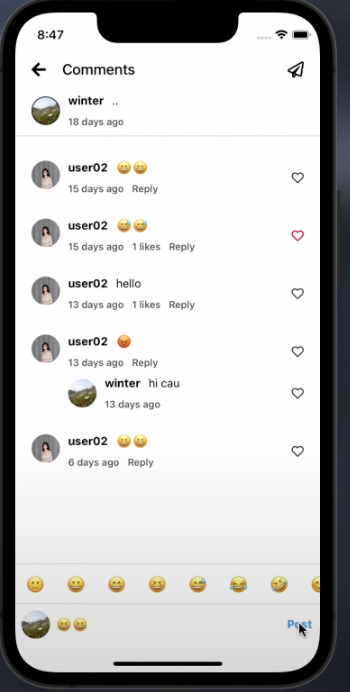 8:47
Comments
winter ..
18 days ago
user02 😄😄
15 days ago Reply
user02 😅😅
15 days ago 1 likes Reply
user02 hello
13 days ago 1 likes Reply
user02 😡
13 days ago Reply
winter hi cau
13 days ago
user02 😀😀
6 days ago Reply
🙂 😀 😄 😆 😅 😂 🤣
😆😆 Post